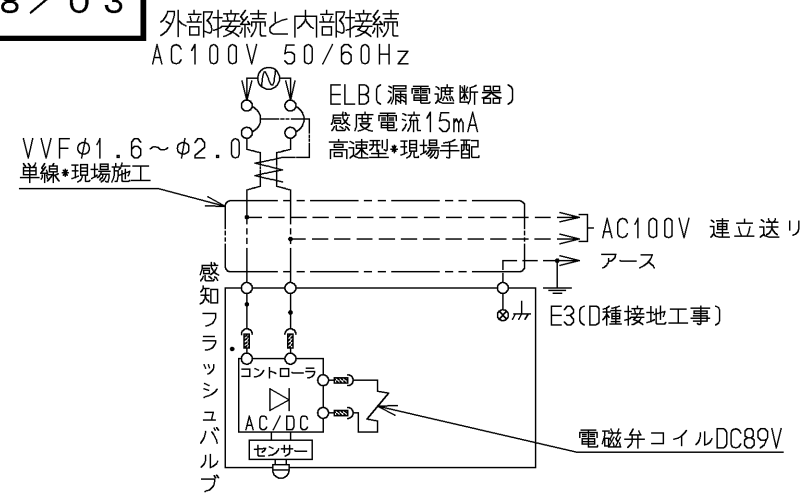 8/03
外部接続と内部接続
AC100V 50/60Hz
ELB(漏電遮断器)
感度電流15mA
高速型*現場手配
VVFφ1.6～φ2.0
単線*現場施工
AC100V 連立送り
アース
E3(D種接地工事)
感知フラッシュバルブ
コントローラ
AC/DC
センサー
電磁弁コイルDC89V